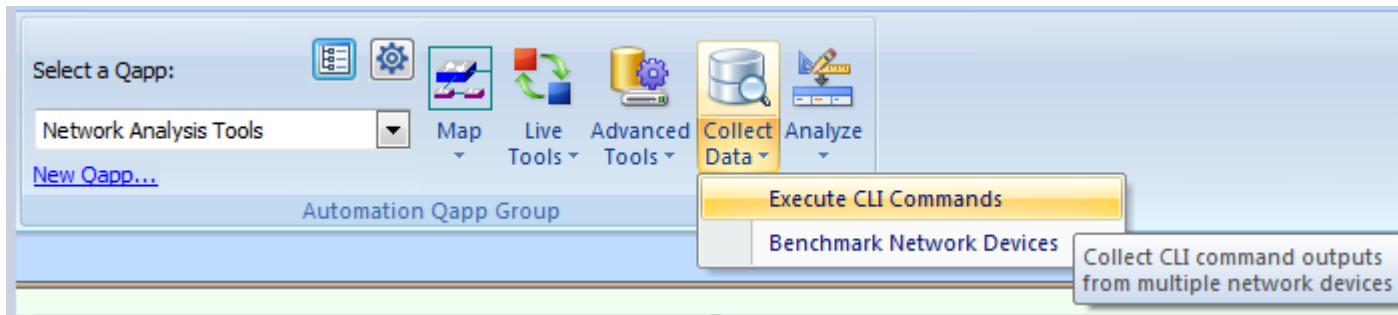 Select a Qapp:
Network Analysis Tools
New Qapp...
Map
Live
Tools
Advanced
Tools
Collect
Data
Analyze
Automation Qapp Group
Execute CLI Commands
Benchmark Network Devices
Collect CLI command outputs
from multiple network devices